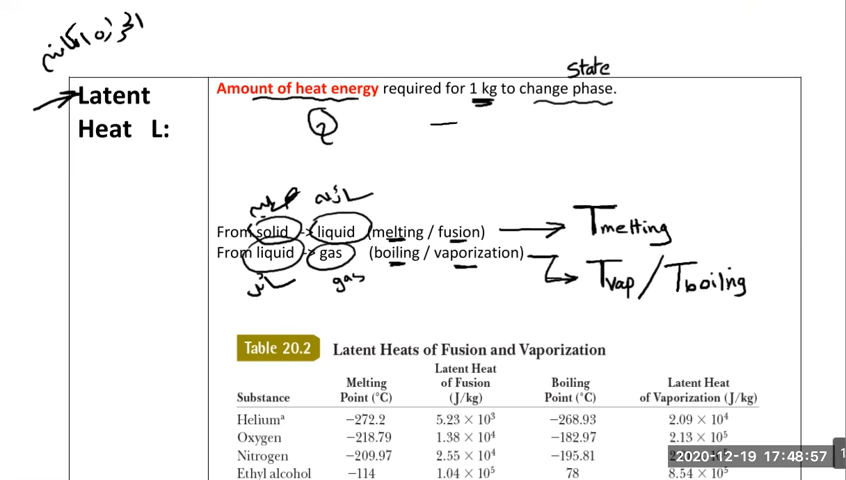 state
Latent
Heat L:
Amount of heat energy required for 1 kg to change phase.
Q
صلب سائل
From solid -> liquid (melting / fusion) Tmelting
From liquid -> gas (boiling / vaporization) Tvap / Tboiling
gas
Table 20.2 Latent Heats of Fusion and Vaporization
Substance Melting Point (°C) Latent Heat of Fusion (J/kg) Boiling Point (°C) Latent Heat of Vaporization (J/kg)
Heliumᵃ −272.2 5.23 × 10³ −268.93 2.09 × 10⁴
Oxygen −218.79 1.38 × 10⁴ −182.97 2.13 × 10⁵
Nitrogen −209.97 2.55 × 10⁴ −195.81
Ethyl alcohol −114 1.04 × 10⁵ 78 8.54 × 10⁵
2020-12-19 17:48:57
1